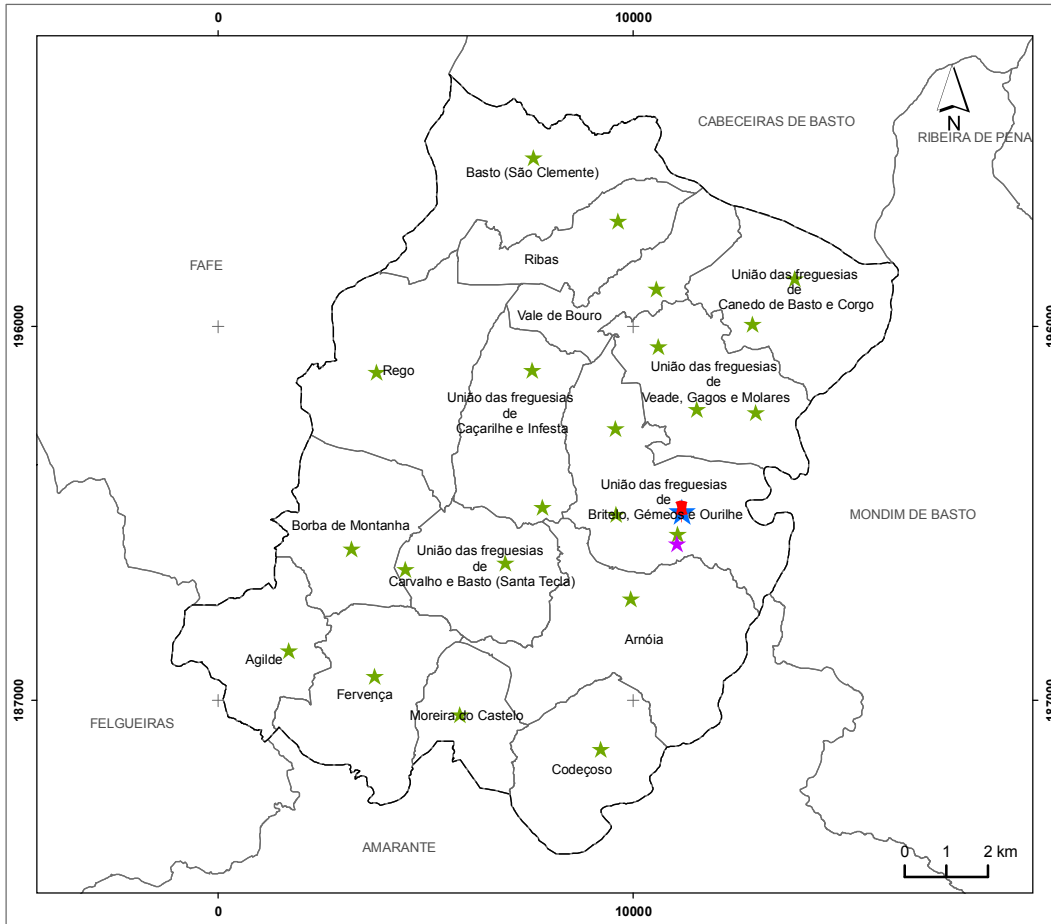 0
10000
CABECEIRAS DE BASTO
N
RIBEIRA DE PENA
Basto (São Clemente)
FAFE
Ribas
União das freguesias
de
Canedo de Basto e Corgo
Vale de Bouro
196000
196000
Rego
União das freguesias
de
Veade, Gagos e Molares
União das freguesias
de
Caçarilhe e Infesta
União das freguesias
de
Britelo, Gémeos e Ourilhe
MONDIM DE BASTO
Borba de Montanha
União das freguesias
de
Carvalho e Basto (Santa Tecla)
Arnóia
Agilde
Fervença
187000
187000
Moreira do Castelo
FELGUEIRAS
Codeçoso
AMARANTE
0 1 2 km
0
10000